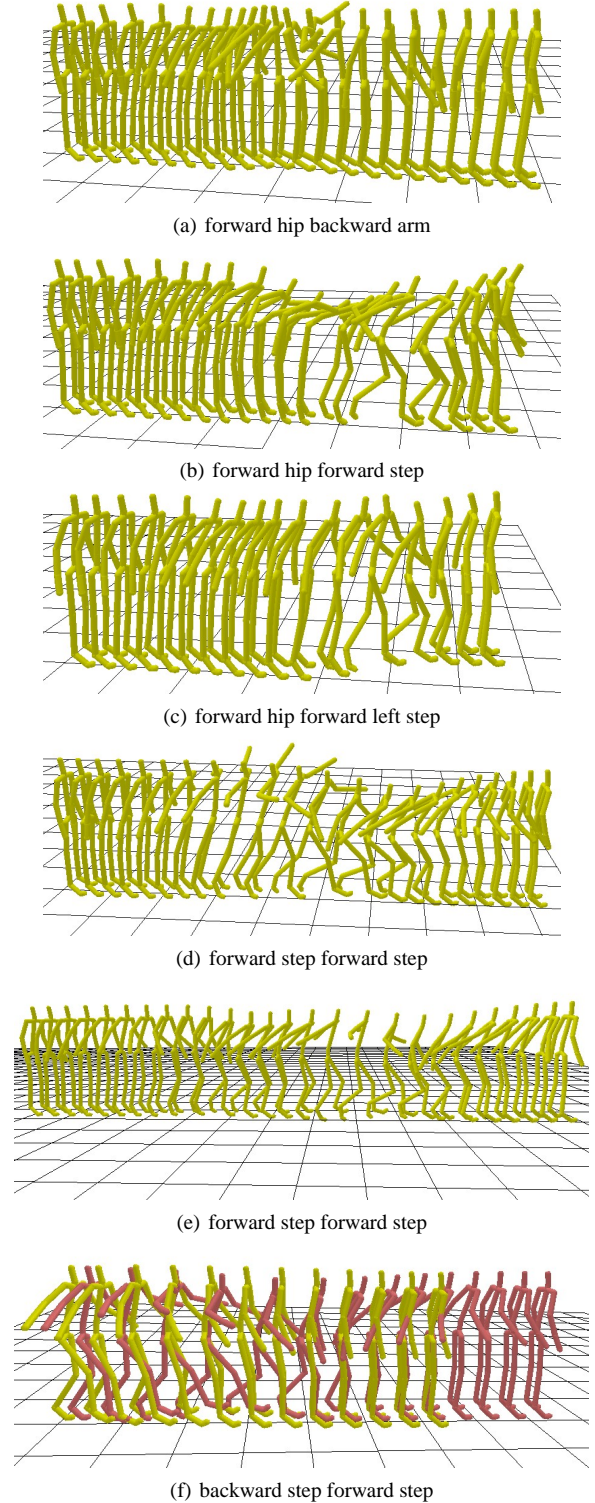 (a) forward hip backward arm
(b) forward hip forward step
(c) forward hip forward left step
(d) forward step forward step
(e) forward step forward step
(f) backward step forward step